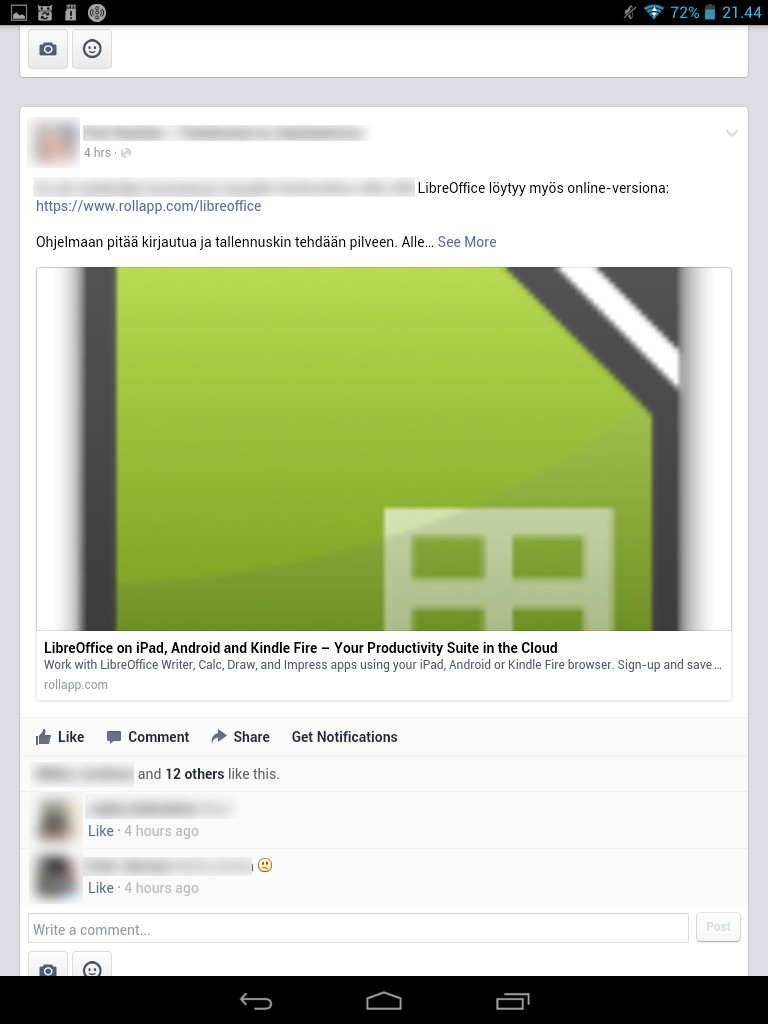 72% 21.44
4 hrs ·
LibreOffice löytyy myös online-versiona:
https://www.rollapp.com/libreoffice
Ohjelmaan pitää kirjautua ja tallennuskin tehdään pilveen. Alle... See More
LibreOffice on iPad, Android and Kindle Fire – Your Productivity Suite in the Cloud
Work with LibreOffice Writer, Calc, Draw, and Impress apps using your iPad, Android or Kindle Fire browser. Sign-up and save ...
rollapp.com
Like Comment Share Get Notifications
and 12 others like this.
Like · 4 hours ago
Like · 4 hours ago
Write a comment...
Post